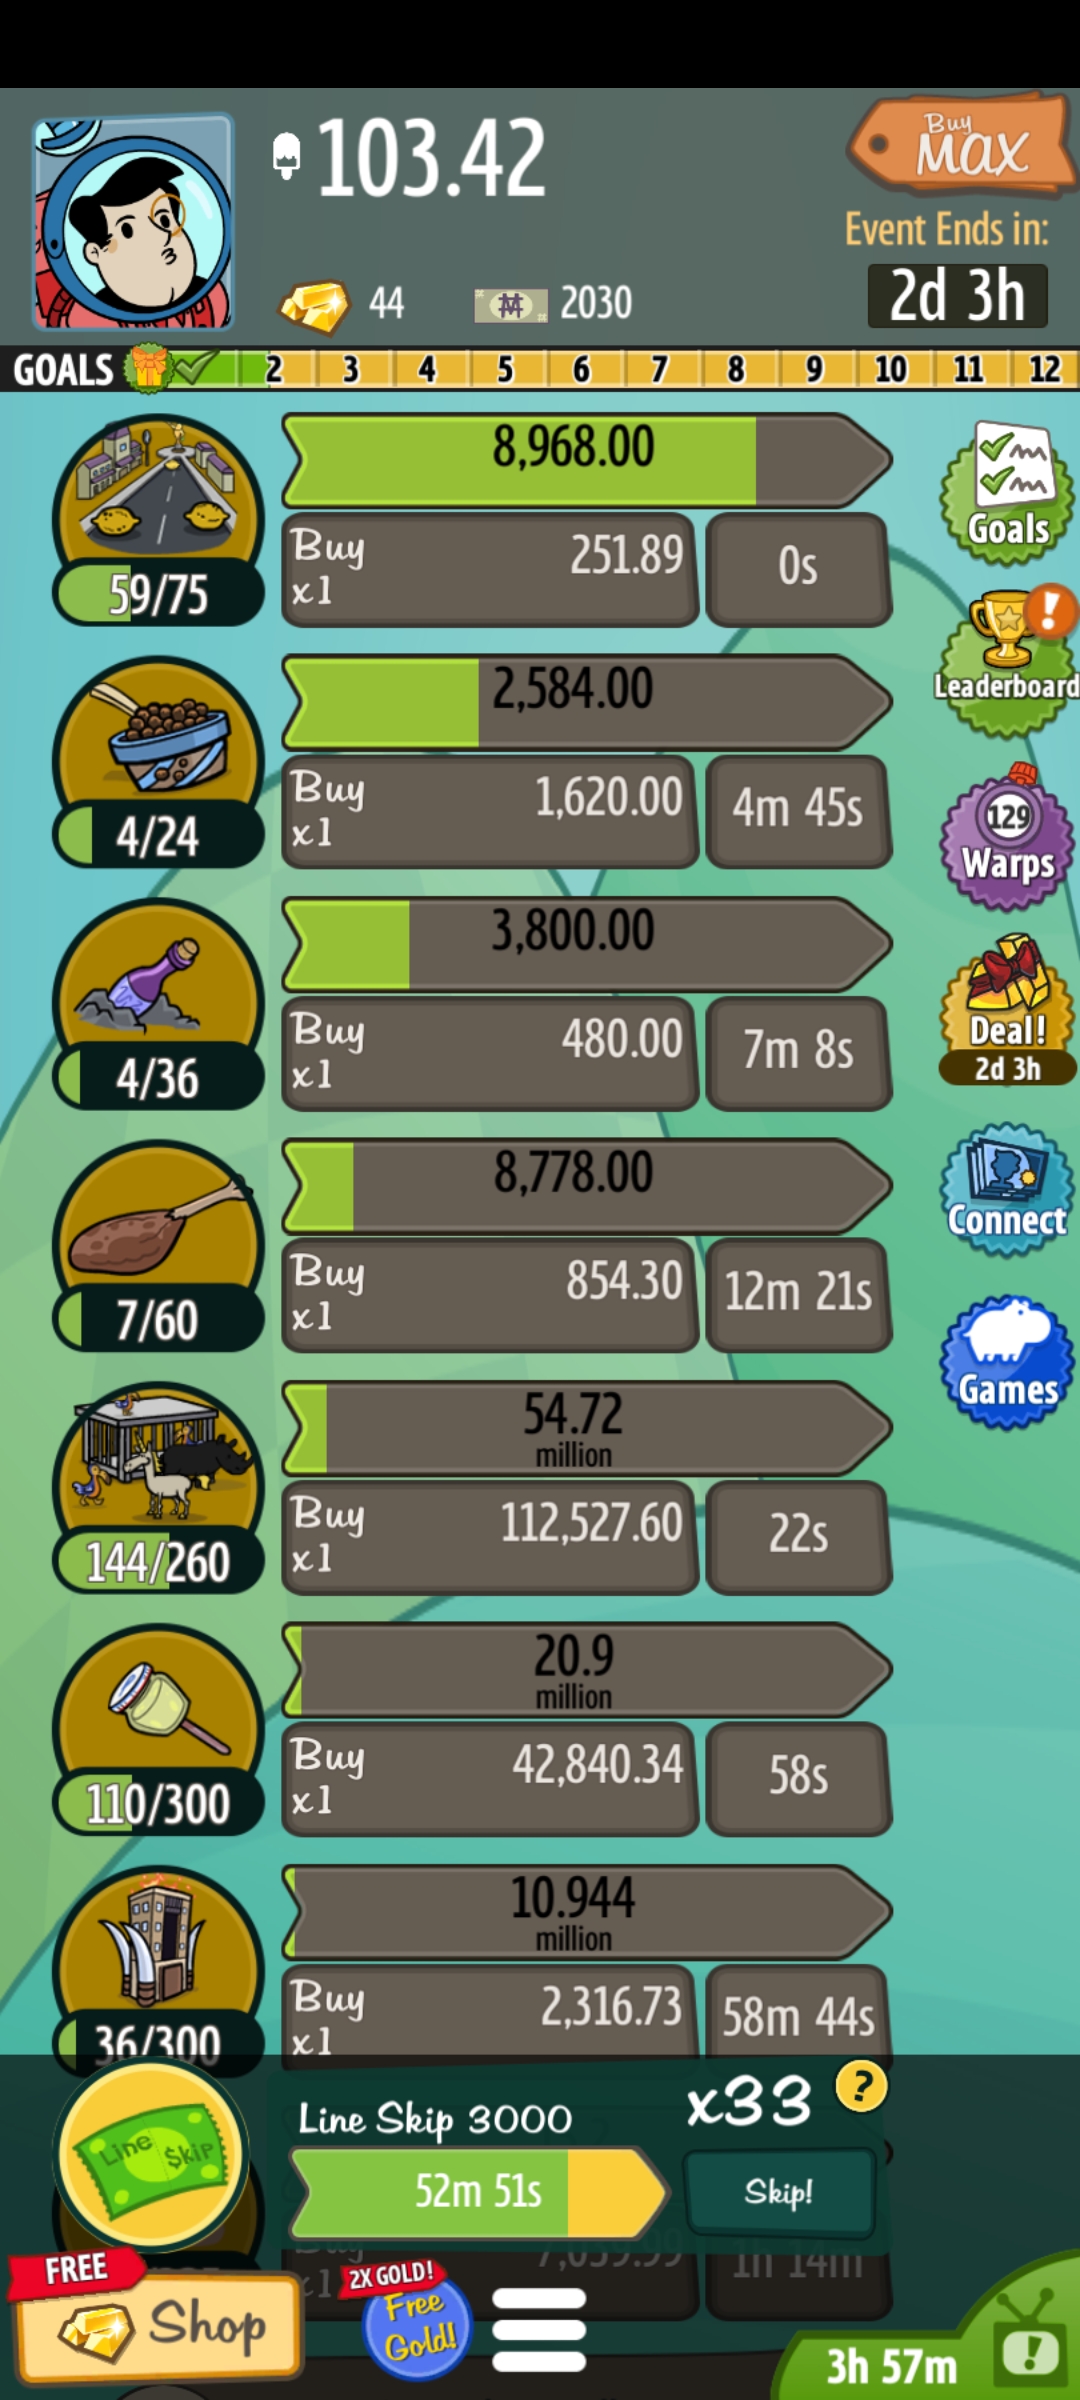 103.42
Buy
MAX
Event Ends in:
2d 3h
44
2030
GOALS 2 3 4 5 6 7 8 9 10 11 12
8,968.00
Buy
x1
251.89
0s
59/75
Goals
2,584.00
Buy
x1
1,620.00
4m 45s
4/24
Leaderboard
3,800.00
Buy
x1
480.00
7m 8s
4/36
129
Warps
8,778.00
Buy
x1
854.30
12m 21s
7/60
Deal!
2d 3h
54.72
million
Buy
x1
112,527.60
22s
144/260
Connect
20.9
million
Buy
x1
42,840.34
58s
110/300
Games
10.944
million
Buy
x1
2,316.73
58m 44s
36/300
Line Skip
Line Skip 3000
x33
?
52m 51s
Skip!
Buy
x1
7,039.99
1h 14m
FREE
Shop
2X GOLD!
Free
Gold!
3h 57m